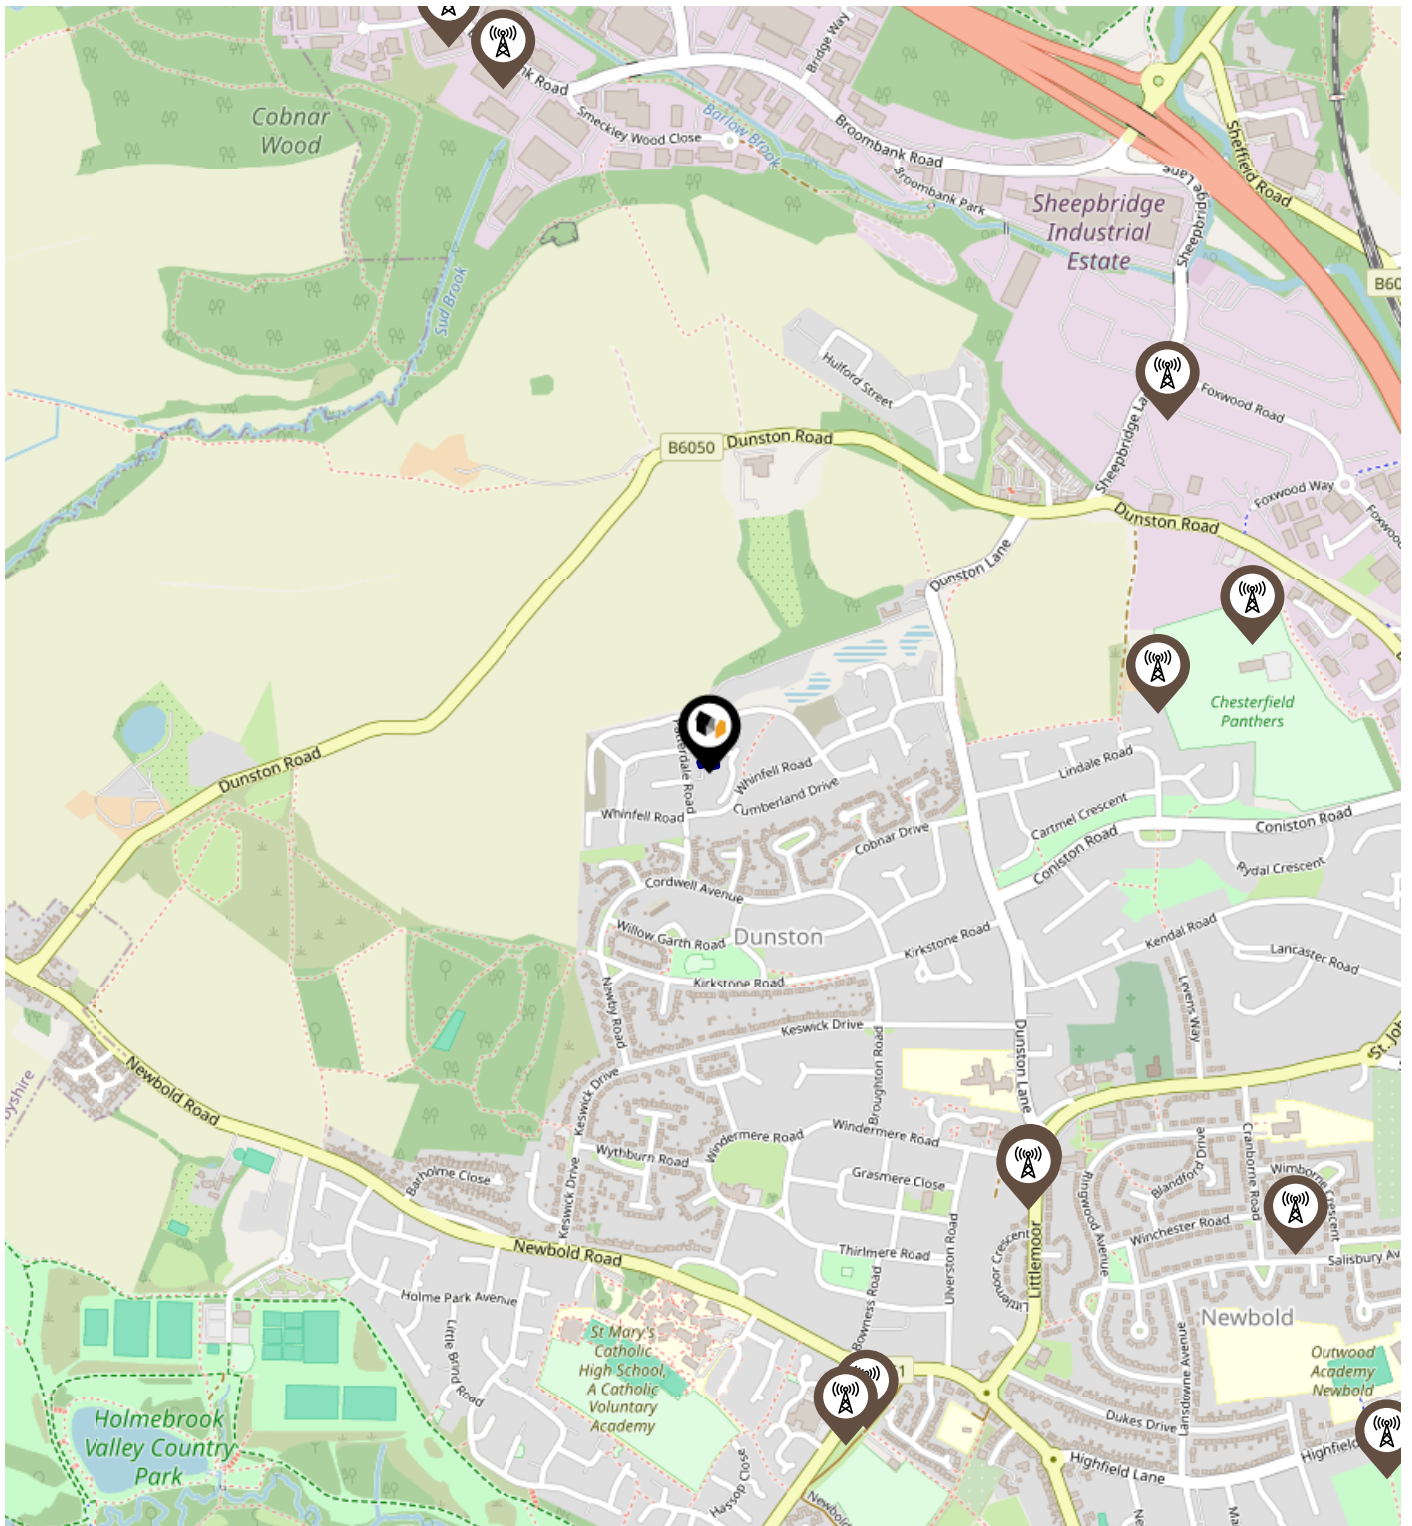 Bridge Way
Cobnar
Wood
Smeckley Wood Close
Barlow Brook
Broombank Road
Broombank Park
Sheffield Road
Sheepbridge Lane
Sheepbridge
Industrial
Estate
Sud Brook
Hulford Street
Foxwood Road
B6050
Dunston Road
Foxwood Way
Dunston Road
Dunston Lane
Chesterfield
Panthers
Dunston Road
Whinfell Road
Lindale Road
Cumberland Drive
Whinfell Road
Cartmel Crescent
Coniston Road
Cobnar Drive
Coniston Road
Rydal Crescent
Cordwell Avenue
Willow Garth Road
Dunston
Kirkstone Road
Kendal Road
Lancaster Road
Kirkstone Road
Newby Road
Levens Way
Keswick Drive
Dunston Lane
Broughton Road
Newbold Road
Keswick Drive
Windermere Road
Windermere Road
Wythburn Road
Barholme Close
Grasmere Close
Keswick Drive
Blandford Drive
Cranborne Road
Wimborne Crescent
Ringwood Avenue
Winchester Road
Newbold Road
Thirlmere Road
Ulverston Road
Littlemoor Crescent
Littlemoor
Holme Park Avenue
Bowness Road
Newbold
Little Brind Road
St Mary's
Catholic
High School,
A Catholic
Voluntary
Academy
Lansdowne Avenue
Outwood
Academy
Newbold
Holmebrook
Valley Country
Park
Dukes Drive
Highfield Lane
Hassop Close